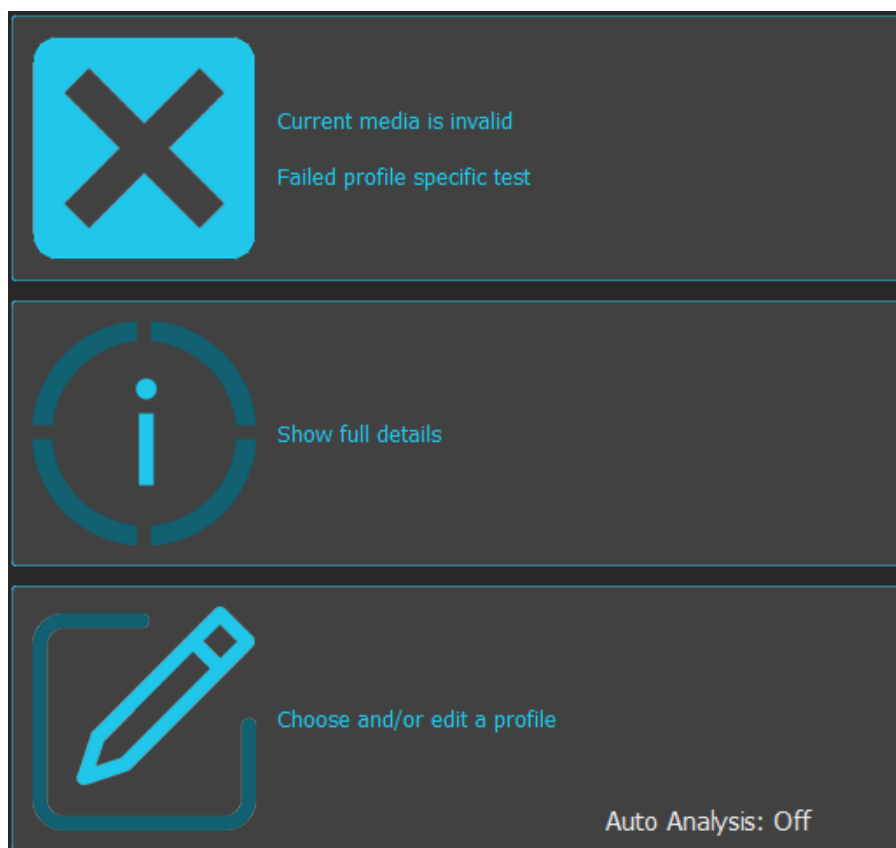 Current media is invalid
Failed profile specific test
Show full details
Choose and/or edit a profile
Auto Analysis: Off